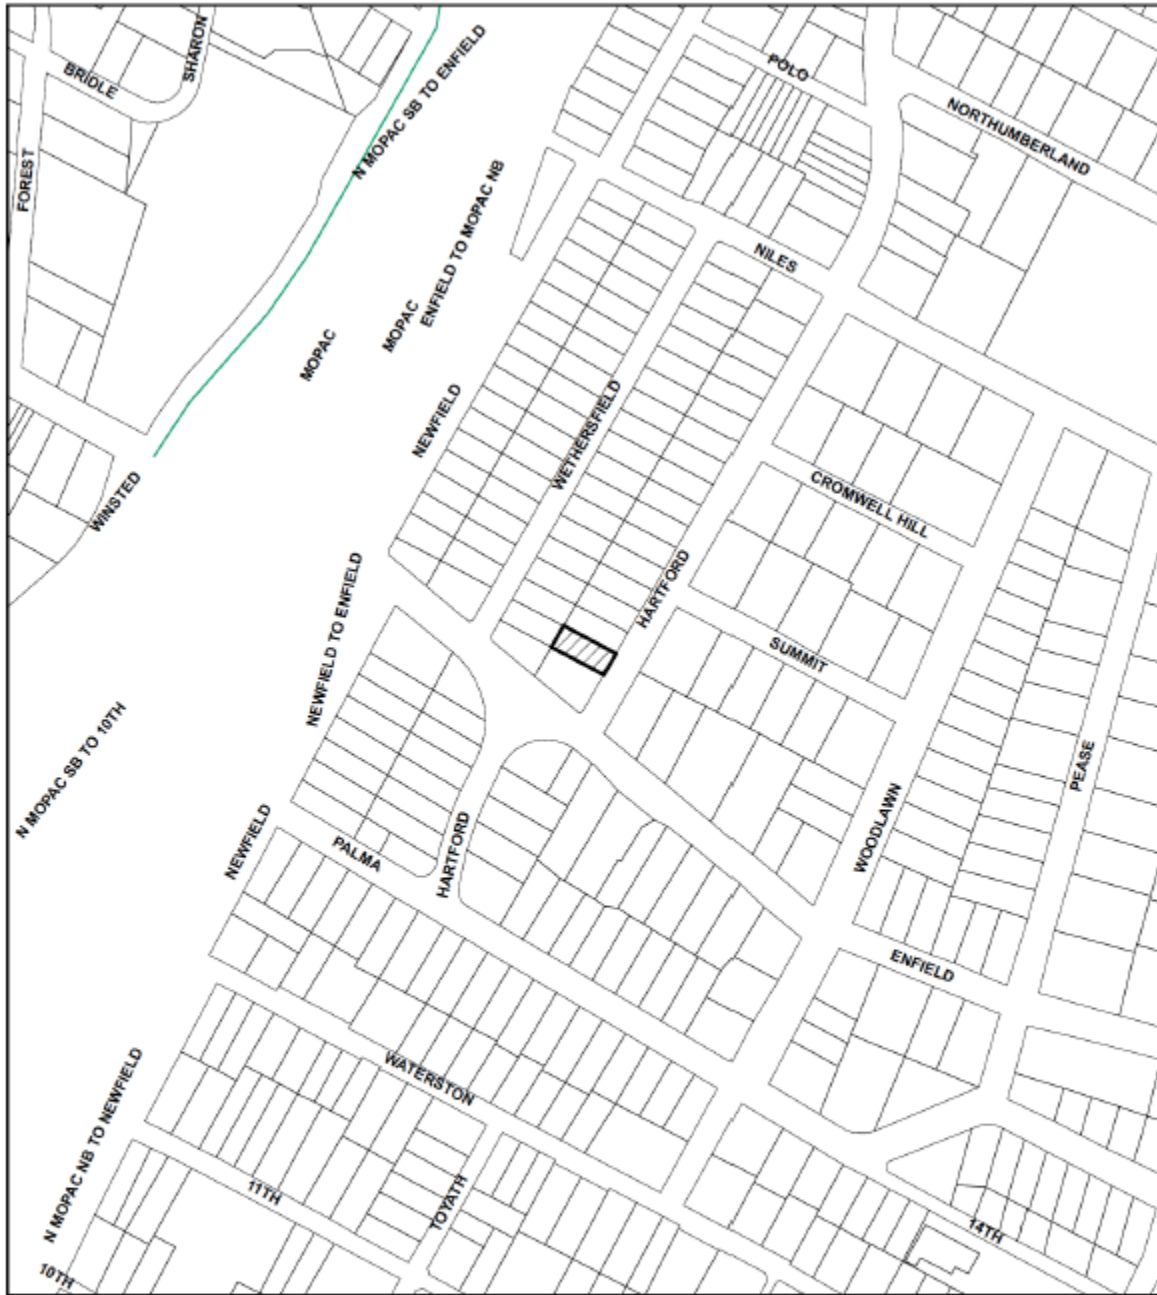 SHARON
BRIDLE
N MOPAC SB TO ENFIELD
POLO
NORTHUMBERLAND
FOREST
ENFIELD TO MOPAC NB
NILES
MOPAC
MOPAC
NEWFIELD
WETHERSFIELD
WINSTED
CROMWELL HILL
HARTFORD
NEWFIELD TO ENFIELD
SUMMIT
N MOPAC SB TO 10TH
PEASE
WOODLAWN
NEWFIELD
PALMA
HARTFORD
ENFIELD
WATERSTON
N MOPAC NB TO NEWFIELD
11TH
TOYATH
14TH
10TH